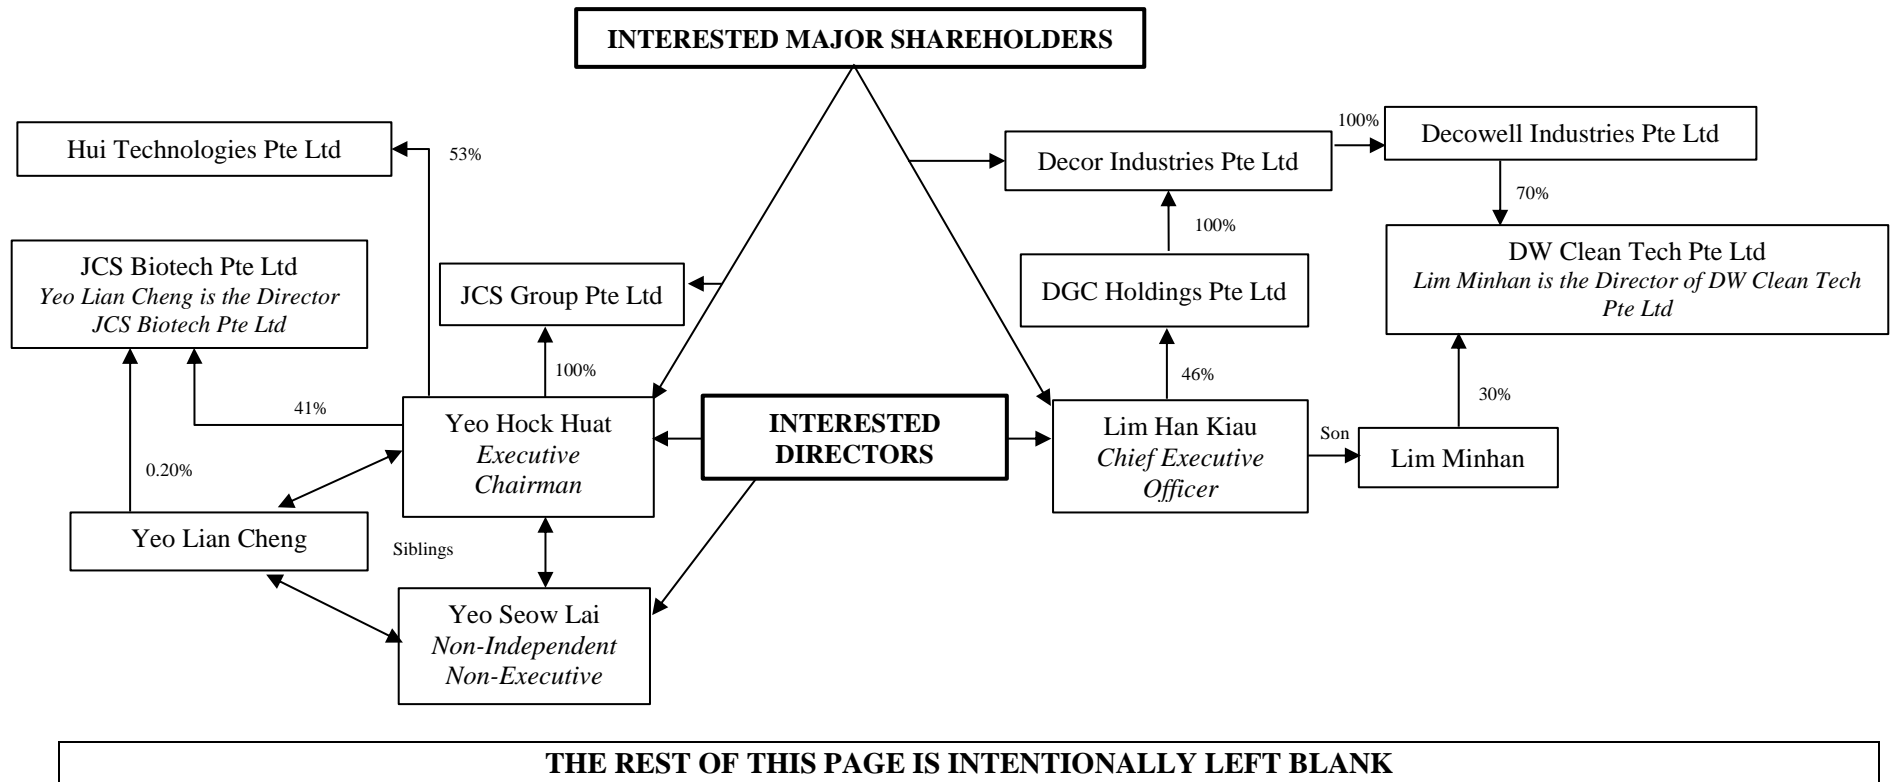 INTERESTED MAJOR SHAREHOLDERS
Hui Technologies Pte Ltd
53%
Decor Industries Pte Ltd
100%
Decowell Industries Pte Ltd
70%
JCS Biotech Pte Ltd
Yeo Lian Cheng is the Director
JCS Biotech Pte Ltd
JCS Group Pte Ltd
100%
DGC Holdings Pte Ltd
100%
DW Clean Tech Pte Ltd
Lim Minhan is the Director of DW Clean Tech
Pte Ltd
41%
0.20%
Yeo Hock Huat
Executive
Chairman
INTERESTED
DIRECTORS
46%
Lim Han Kiau
Chief Executive
Officer
Son
30%
Lim Minhan
Yeo Lian Cheng
Siblings
Yeo Seow Lai
Non-Independent
Non-Executive
THE REST OF THIS PAGE IS INTENTIONALLY LEFT BLANK